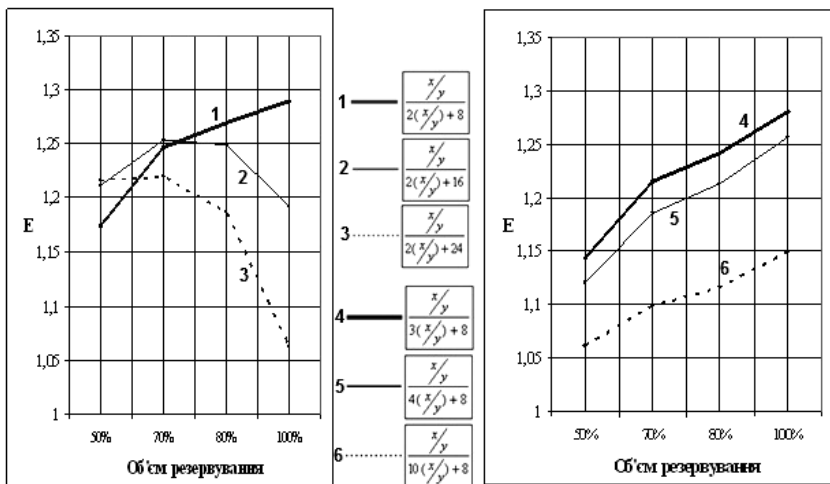 1,35
1,3
1,25
1,2
1,15
1,1
1,05
1
E
1
2
3
50% 70% 80% 100%
Об'єм резервування
1 x/y / 2(x/y)+8
2 x/y / 2(x/y)+16
3 x/y / 2(x/y)+24
4 x/y / 3(x/y)+8
5 x/y / 4(x/y)+8
6 x/y / 10(x/y)+8
1,35
1,3
1,25
1,2
1,15
1,1
1,05
1
E
4
5
6
50% 70% 80% 100%
Об'єм резервування